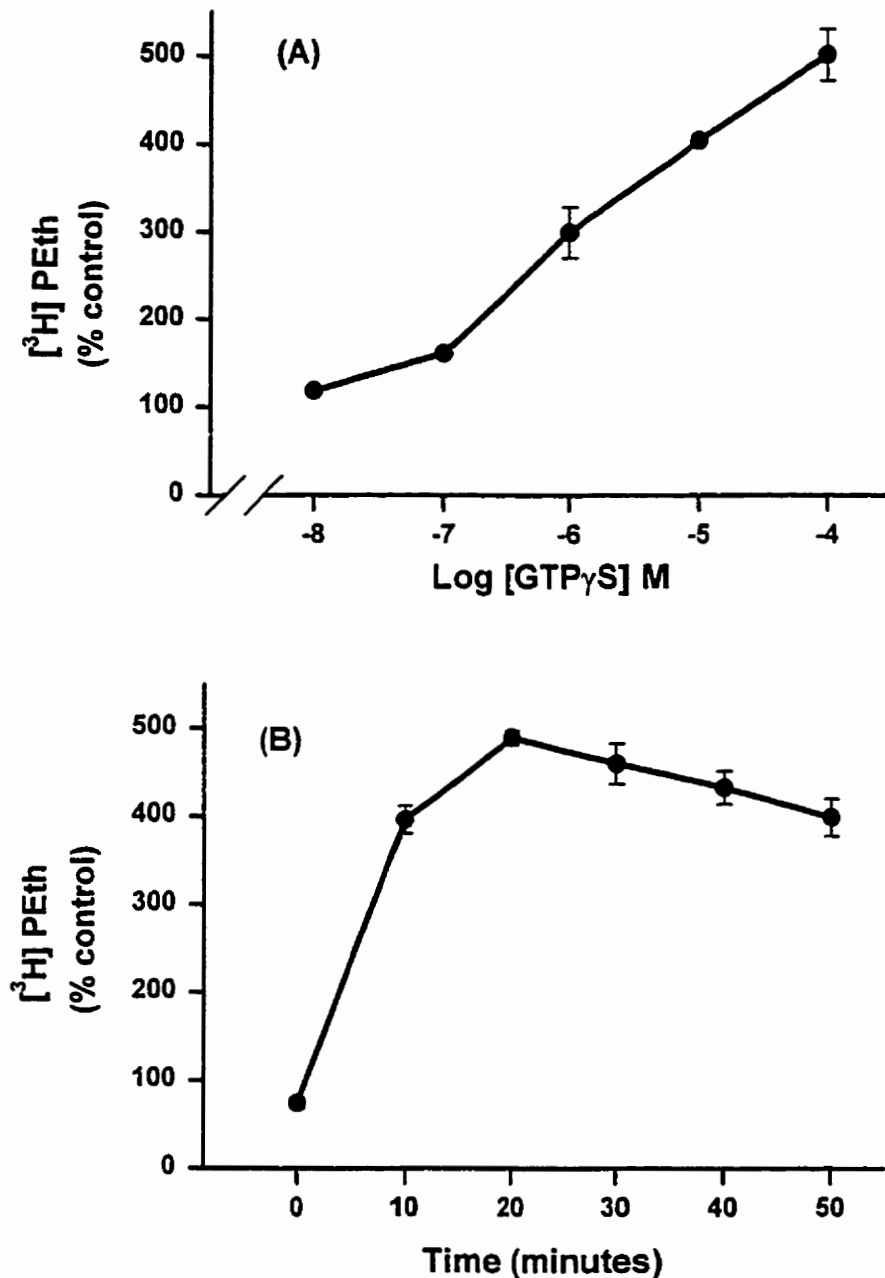 (A)
500
400
300
200
100
0
[³H] PEth
(% control)
-8 -7 -6 -5 -4
Log [GTPγS] M
(B)
500
400
300
200
100
0
[³H] PEth
(% control)
0 10 20 30 40 50
Time (minutes)